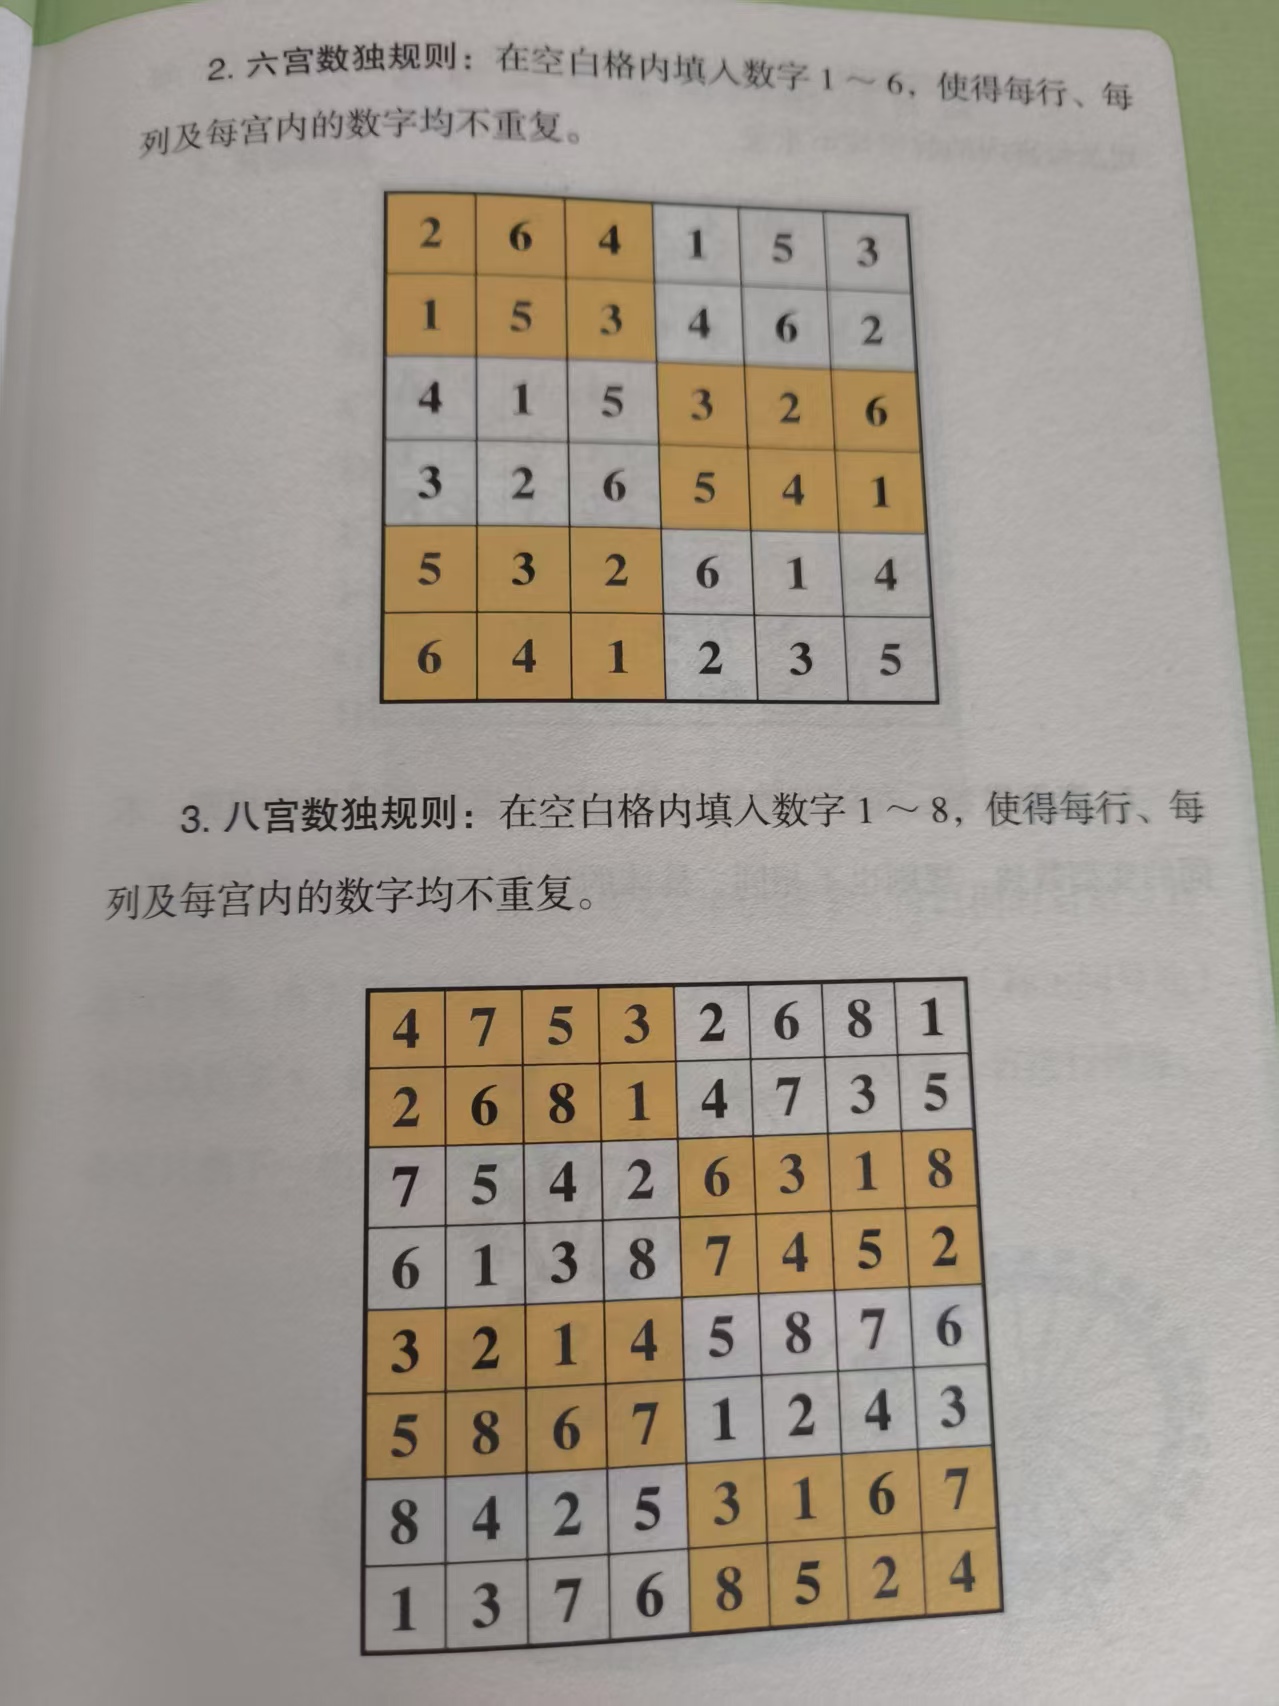 2. 六宫数独规则：在空白格内填入数字 1～6，使得每行、每
列及每宫内的数字均不重复。
2 6 4 1 5 3
1 5 3 4 6 2
4 1 5 3 2 6
3 2 6 5 4 1
5 3 2 6 1 4
6 4 1 2 3 5
3. 八宫数独规则：在空白格内填入数字 1～8，使得每行、每
列及每宫内的数字均不重复。
4 7 5 3 2 6 8 1
2 6 8 1 4 7 3 5
7 5 4 2 6 3 1 8
6 1 3 8 7 4 5 2
3 2 1 4 5 8 7 6
5 8 6 7 1 2 4 3
8 4 2 5 3 1 6 7
1 3 7 6 8 5 2 4